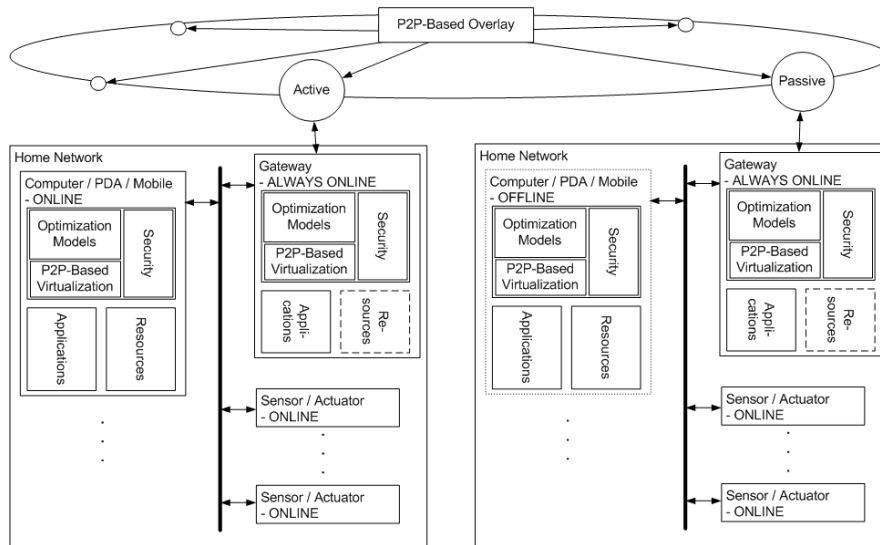 P2P-Based Overlay
Active
Passive
Home Network
Computer / PDA / Mobile
- ONLINE
Optimization
Models
P2P-Based
Virtualization
Security
Applications
Resources
Gateway
- ALWAYS ONLINE
Optimization
Models
P2P-Based
Virtualization
Security
Appli-
cations
Re-
sources
Sensor / Actuator
- ONLINE
Sensor / Actuator
- ONLINE
Home Network
Computer / PDA / Mobile
- OFFLINE
Optimization
Models
P2P-Based
Virtualization
Security
Applications
Resources
Gateway
- ALWAYS ONLINE
Optimization
Models
P2P-Based
Virtualization
Security
Appli-
cations
Re-
sources
Sensor / Actuator
- ONLINE
Sensor / Actuator
- ONLINE